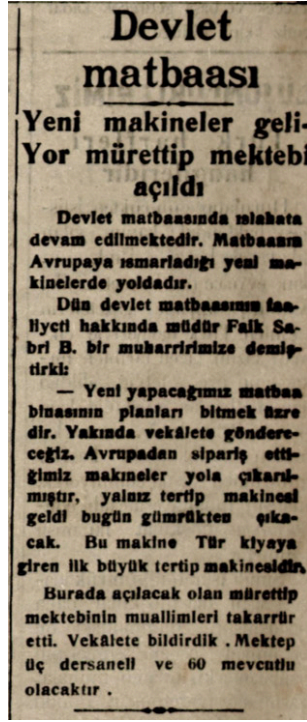 Devlet
matbaası
Yeni makineler geli-
Yor mürettip mektebi
açıldı
Devlet matbaasında ıslahata
devam edilmektedir. Matbaanın
Avrupaya ısmarladığı yeni ma-
kinelerde yoldadır.
Dün devlet matbaasının faa-
liyeti hakkında müdür Faik Sa-
bri B. bir muharririmize demiş-
tirki:
— Yeni yapacağımız matbaa
binasının planları bitmek üzre
dir. Yakında vekâlete göndere-
ceğiz. Avrupadan sipariş etti-
ğimiz makineler yola çıkarıl-
mıştır, yalnız tertip makinesi
geldi bugün gümrükten çıka-
cak. Bu makine Tür kiyaya
giren ilk büyük tertip makinesidir.
Burada açılacak olan mürettip
mektebinin muallimleri takarrür
etti. Vekâlete bildirdik . Mektep
üç dersaneli ve 60 mevcutlu
olacaktır .